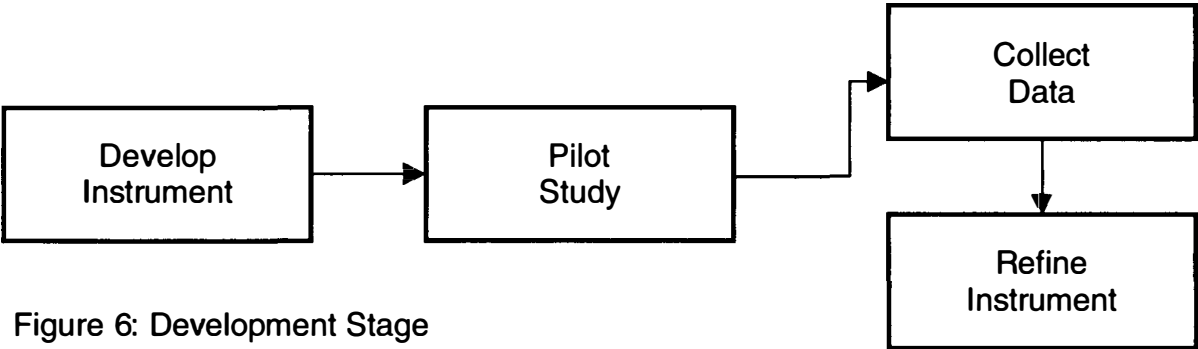 Develop
Instrument
Pilot
Study
Collect
Data
Refine
Instrument
Figure 6: Development Stage